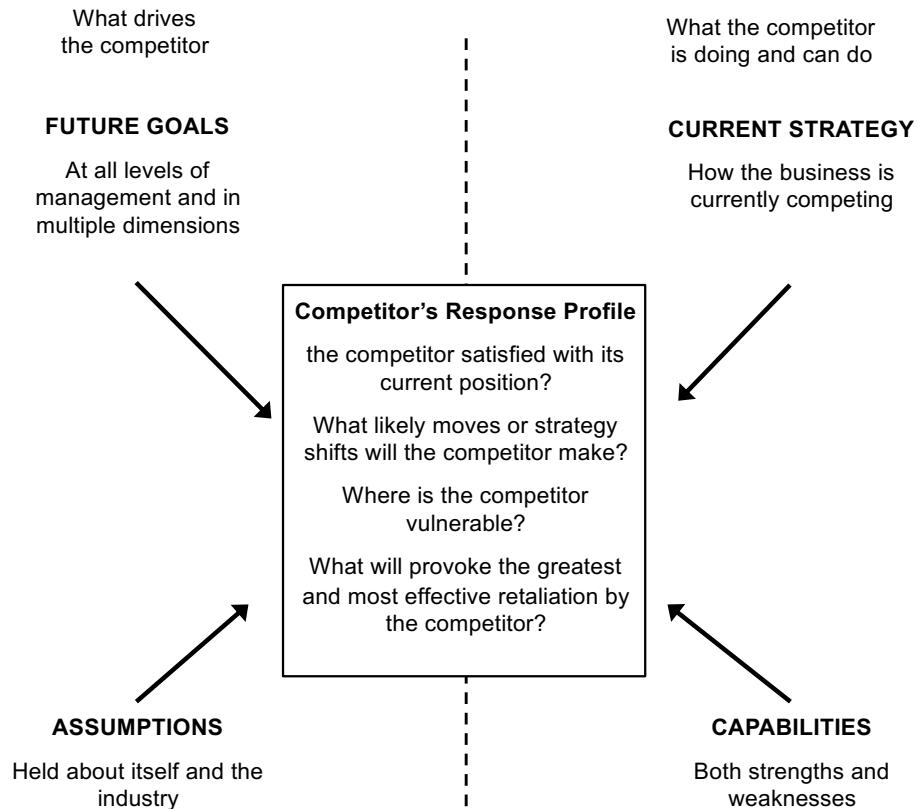 What drives
the competitor
What the competitor
is doing and can do
FUTURE GOALS
At all levels of
management and in
multiple dimensions
CURRENT STRATEGY
How the business is
currently competing
Competitor’s Response Profile
the competitor satisfied with its
current position?
What likely moves or strategy
shifts will the competitor make?
Where is the competitor
vulnerable?
What will provoke the greatest
and most effective retaliation by
the competitor?
ASSUMPTIONS
Held about itself and the
industry
CAPABILITIES
Both strengths and
weaknesses